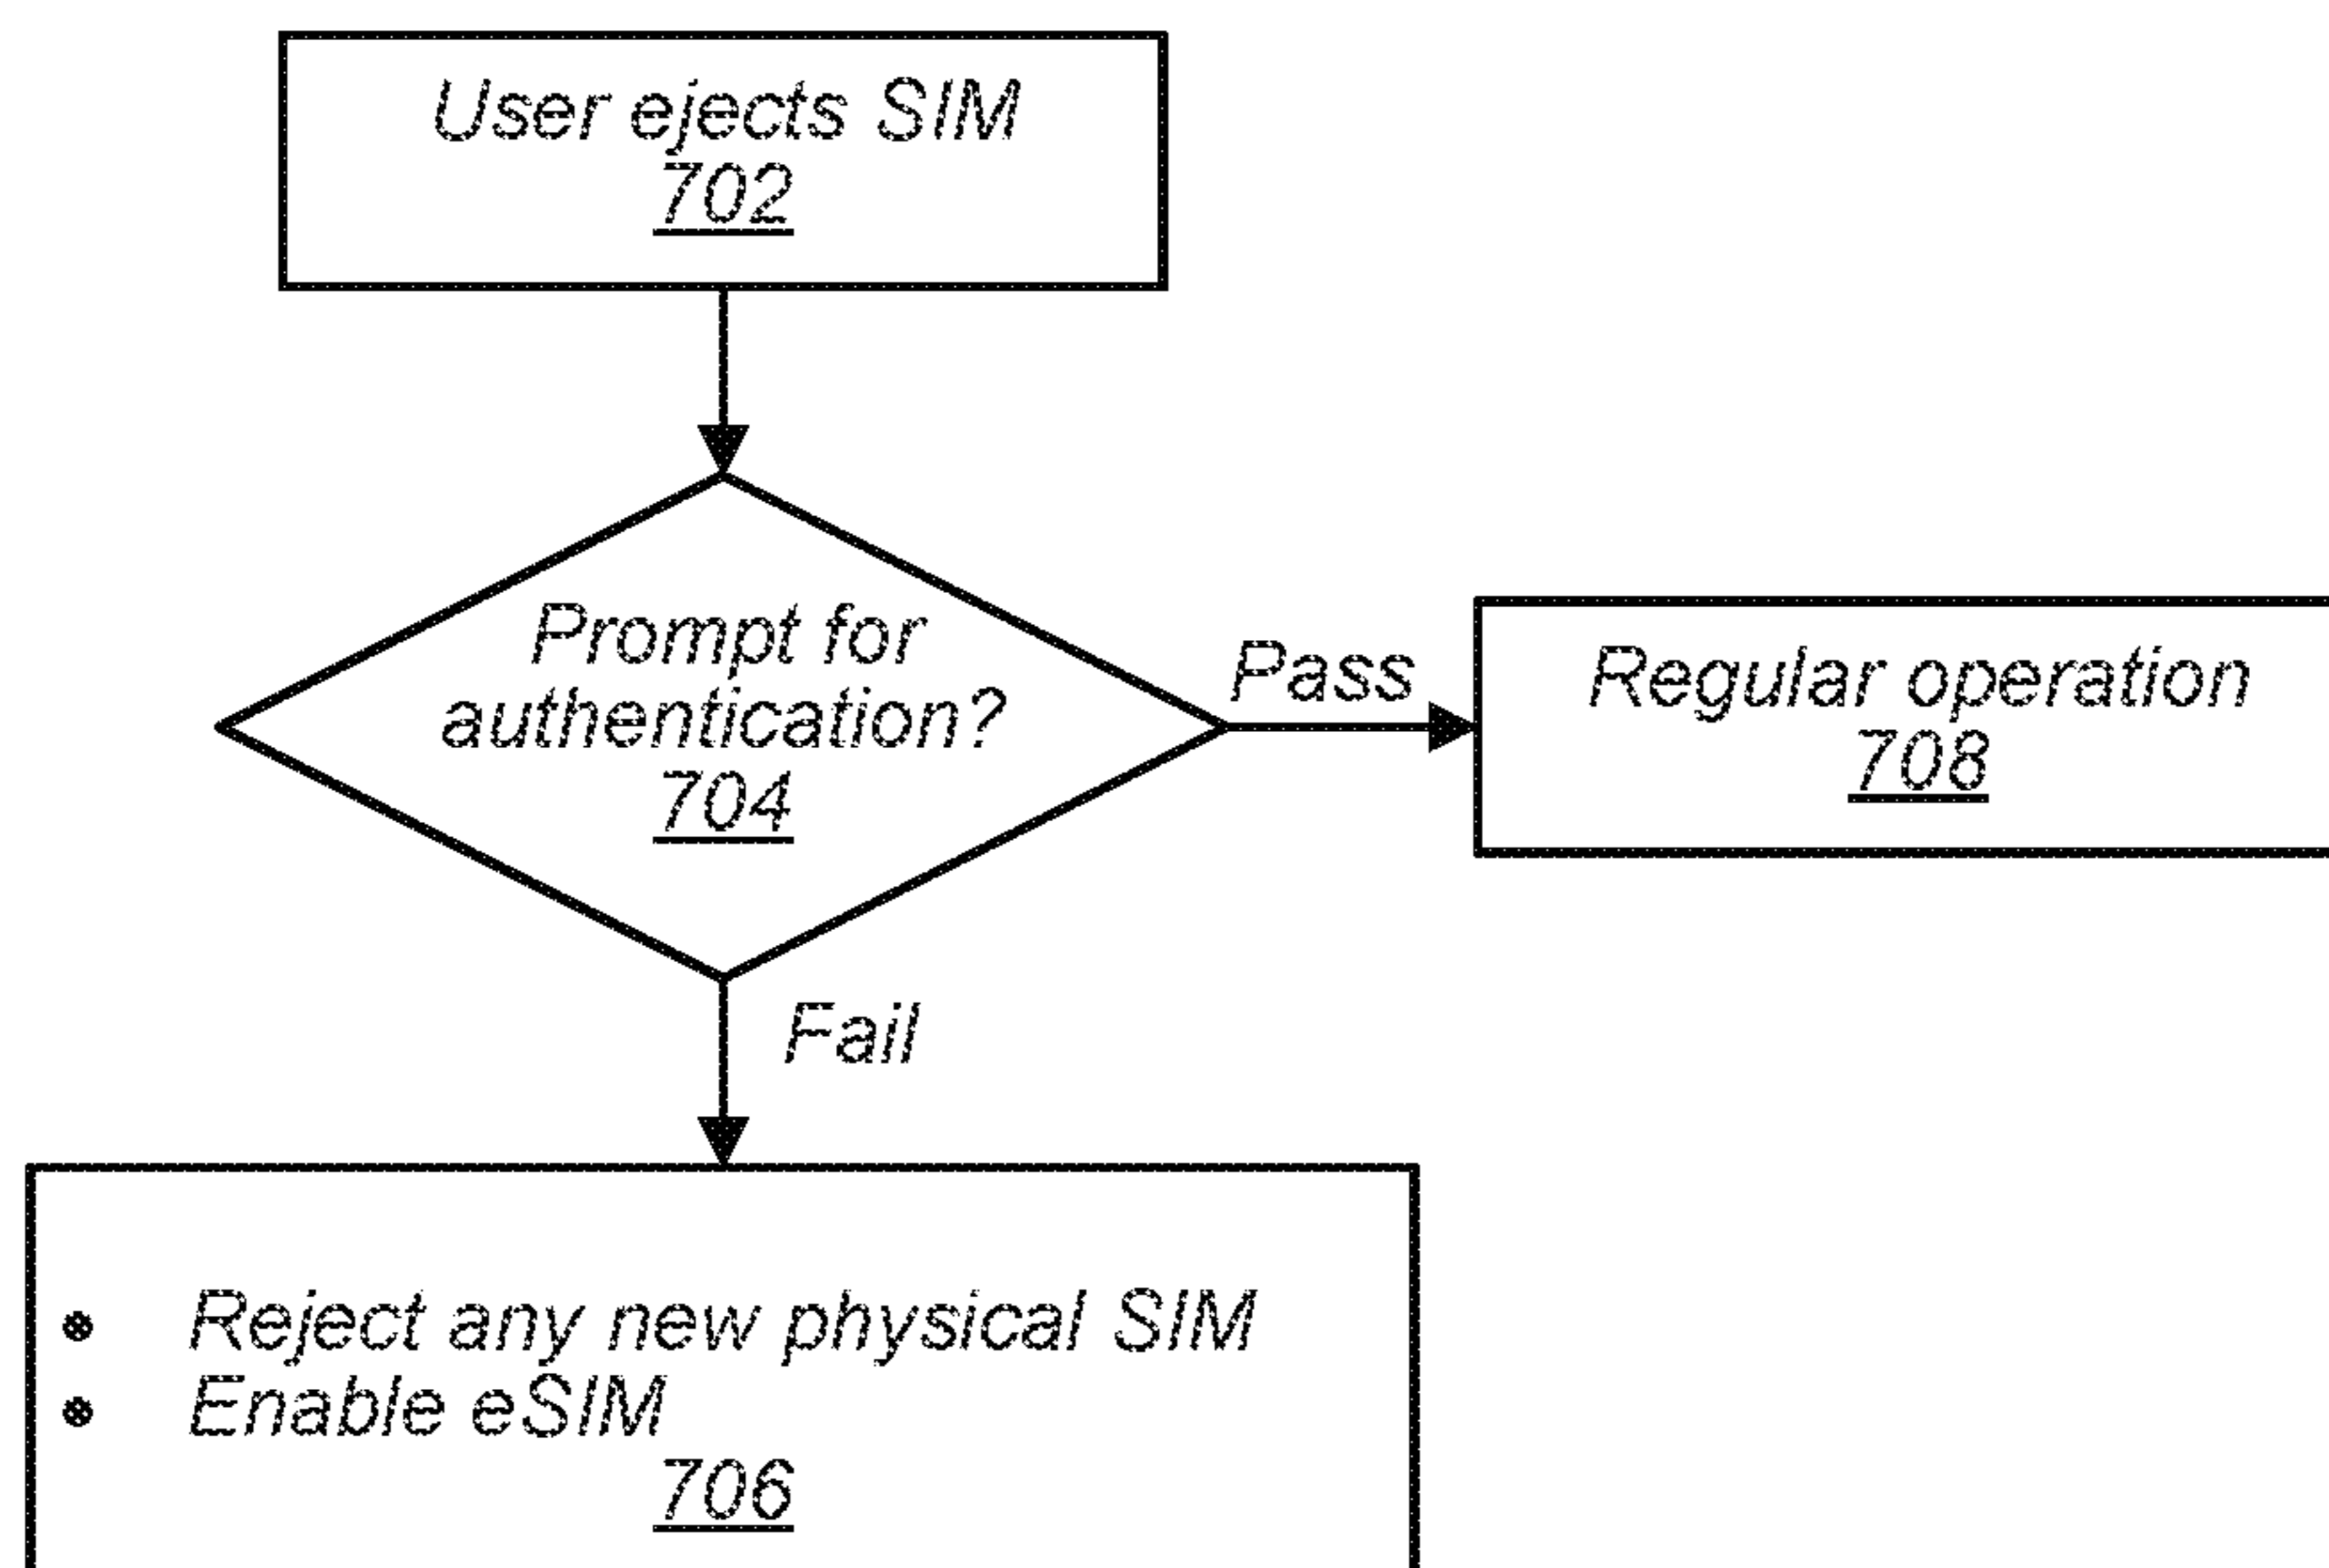 User ejects SIM
702
Prompt for
authentication?
704
Pass
Regular operation
708
Fail
• Reject any new physical SIM
• Enable eSIM
706